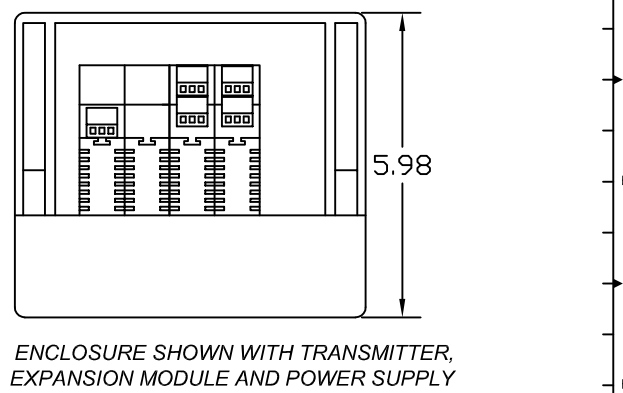 5.98
ENCLOSURE SHOWN WITH TRANSMITTER,
EXPANSION MODULE AND POWER SUPPLY